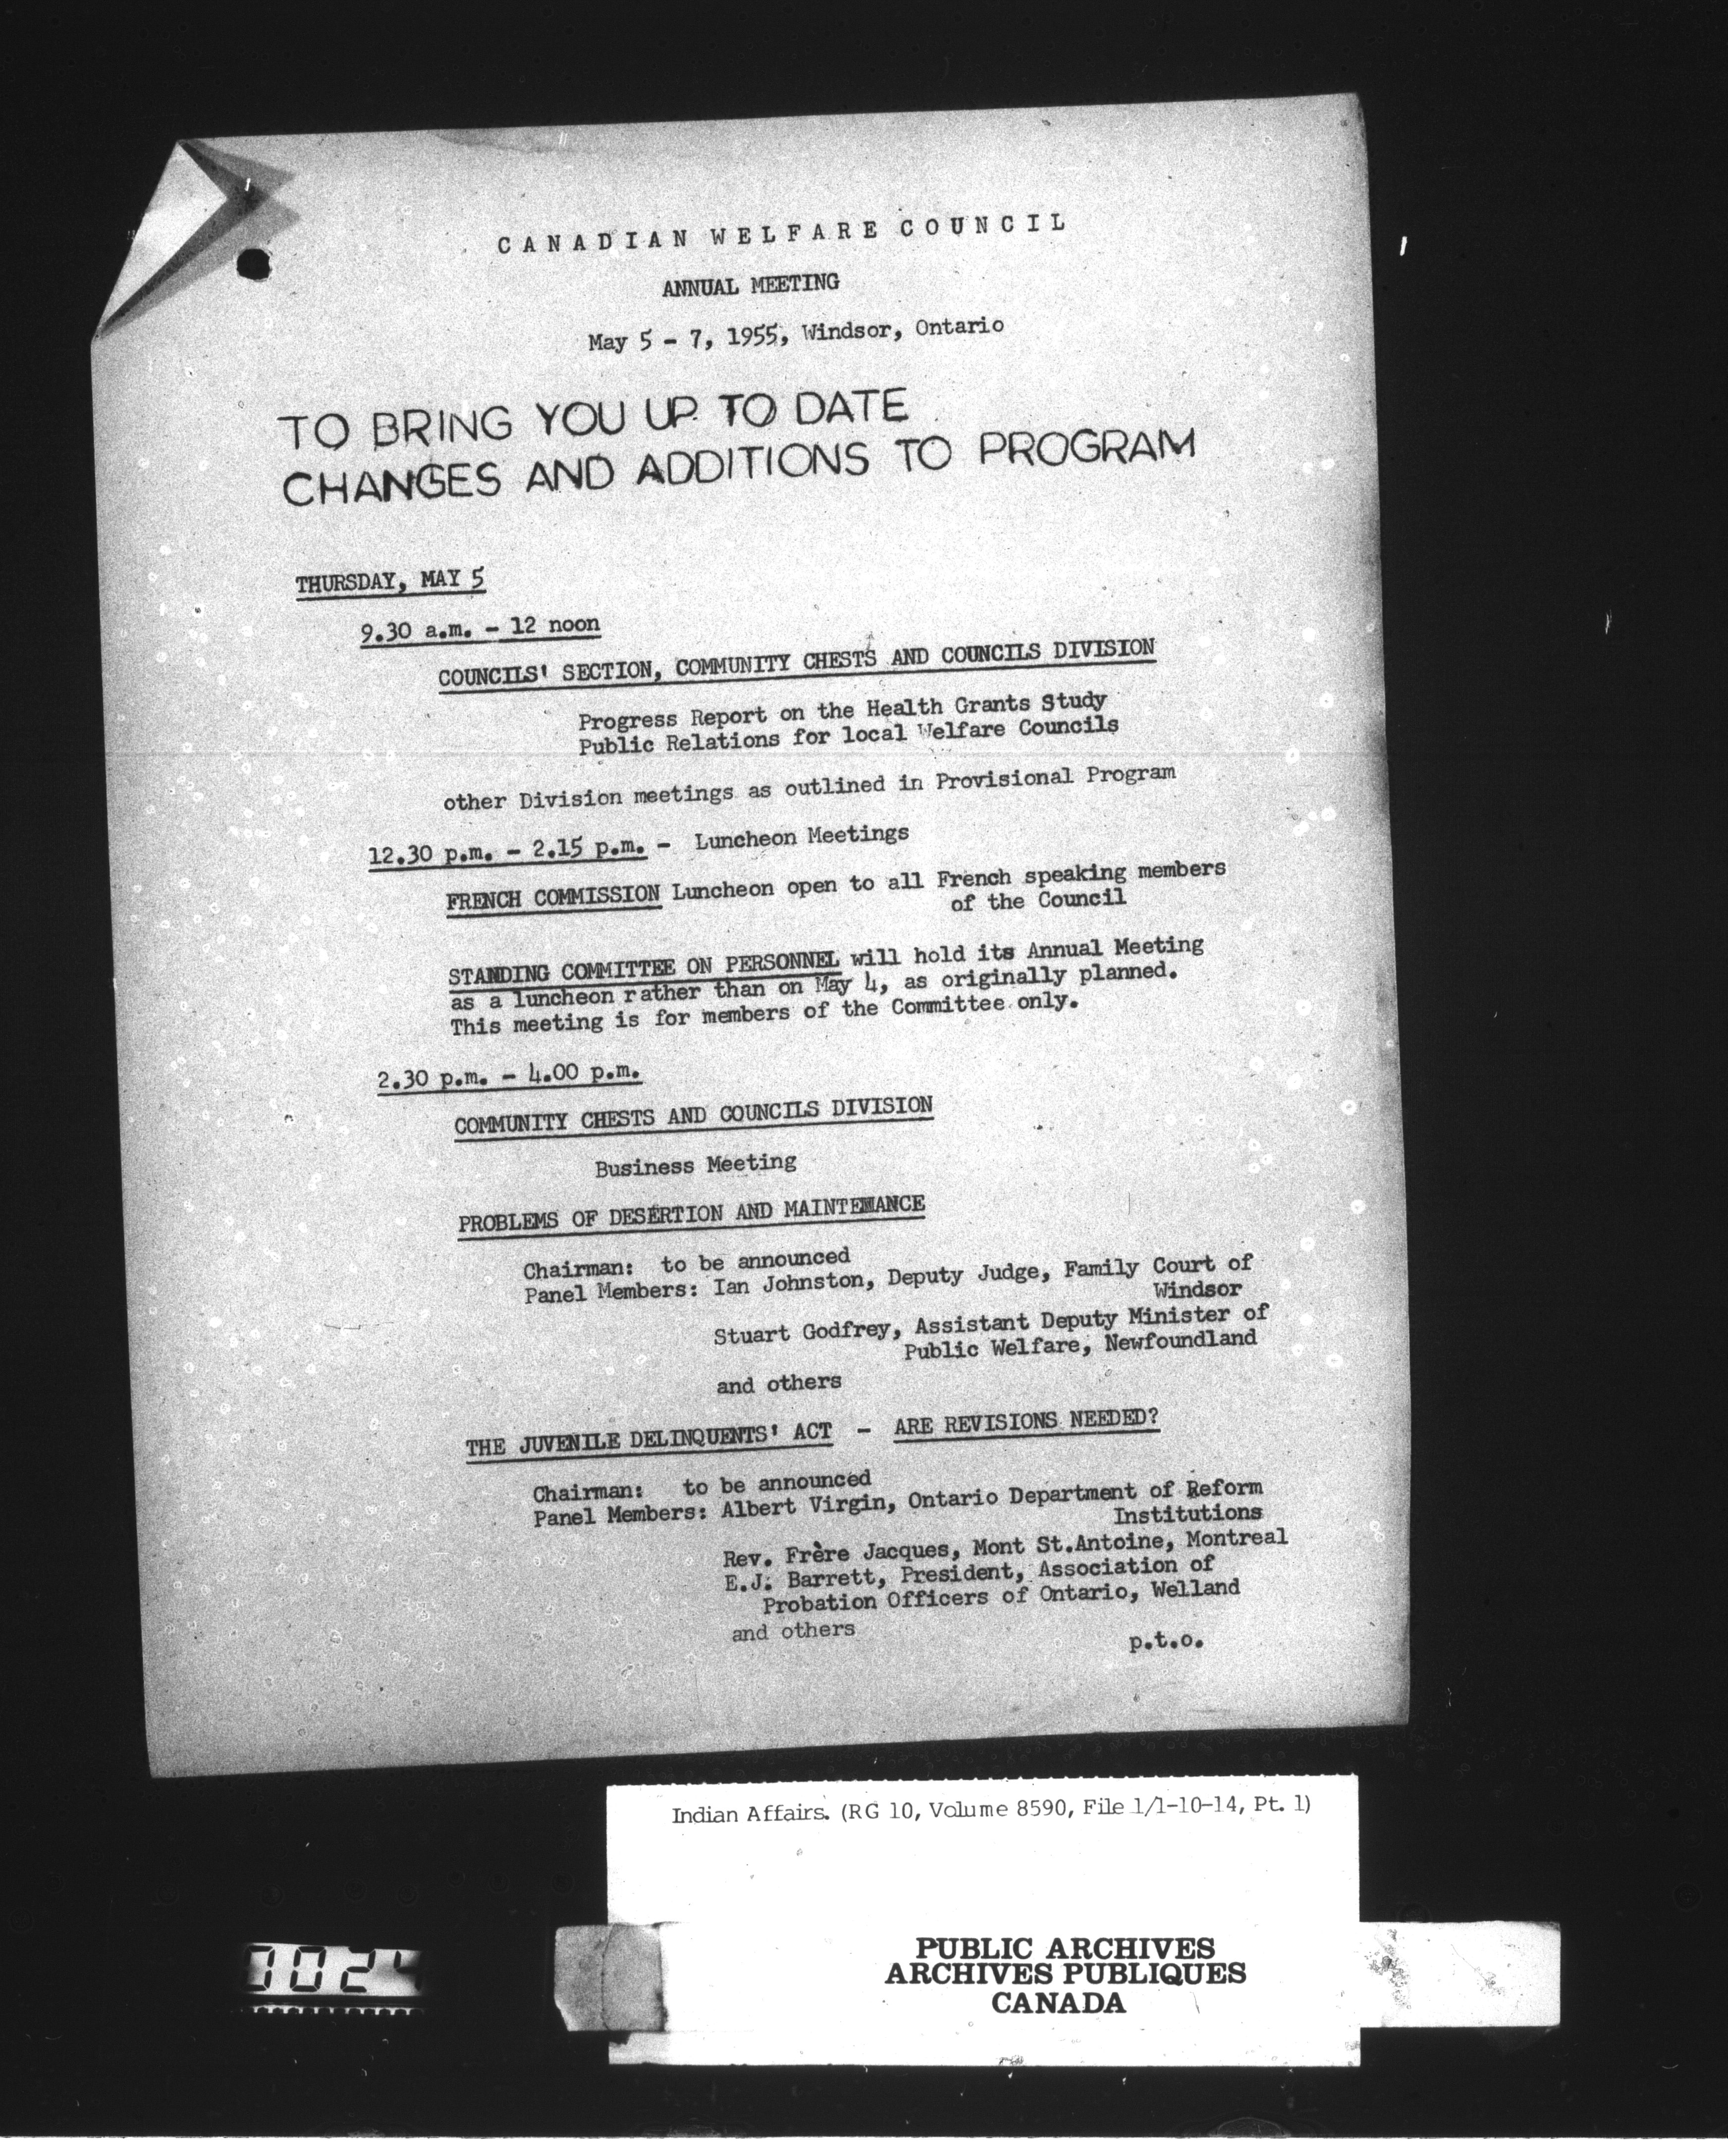 CANADIAN WELFARE COUNCIL
ANNUAL MEETING
May 5 - 7, 1955, Windsor, Ontario
TO BRING YOU UP TO DATE
CHANGES AND ADDITIONS TO PROGRAM
THURSDAY, MAY 5
9.30 a.m. - 12 noon
COUNCILS' SECTION, COMMUNITY CHESTS AND COUNCILS DIVISION
Progress Report on the Health Grants Study
Public Relations for local Welfare Councils
other Division meetings as outlined in Provisional Program
12.30 p.m. - 2.15 p.m. - Luncheon Meetings
FRENCH COMMISSION Luncheon open to all French speaking members
of the Council
STANDING COMMITTEE ON PERSONNEL will hold its Annual Meeting
as a luncheon rather than on May 4, as originally planned.
This meeting is for members of the Committee only.
2.30 p.m. - 4.00 p.m.
COMMUNITY CHESTS AND COUNCILS DIVISION
Business Meeting
PROBLEMS OF DESERTION AND MAINTENANCE
Chairman: to be announced
Panel Members: Ian Johnston, Deputy Judge, Family Court of
Windsor
Stuart Godfrey, Assistant Deputy Minister of
Public Welfare, Newfoundland
and others
THE JUVENILE DELINQUENTS' ACT - ARE REVISIONS NEEDED?
Chairman: to be announced
Panel Members: Albert Virgin, Ontario Department of Reform
Institutions
Rev. Frère Jacques, Mont St.Antoine, Montreal
E.J. Barrett, President, Association of
Probation Officers of Ontario, Welland
and others
p.t.o.
Indian Affairs. (RG 10, Volume 8590, File 1/1-10-14, Pt. 1)
PUBLIC ARCHIVES
ARCHIVES PUBLIQUES
CANADA